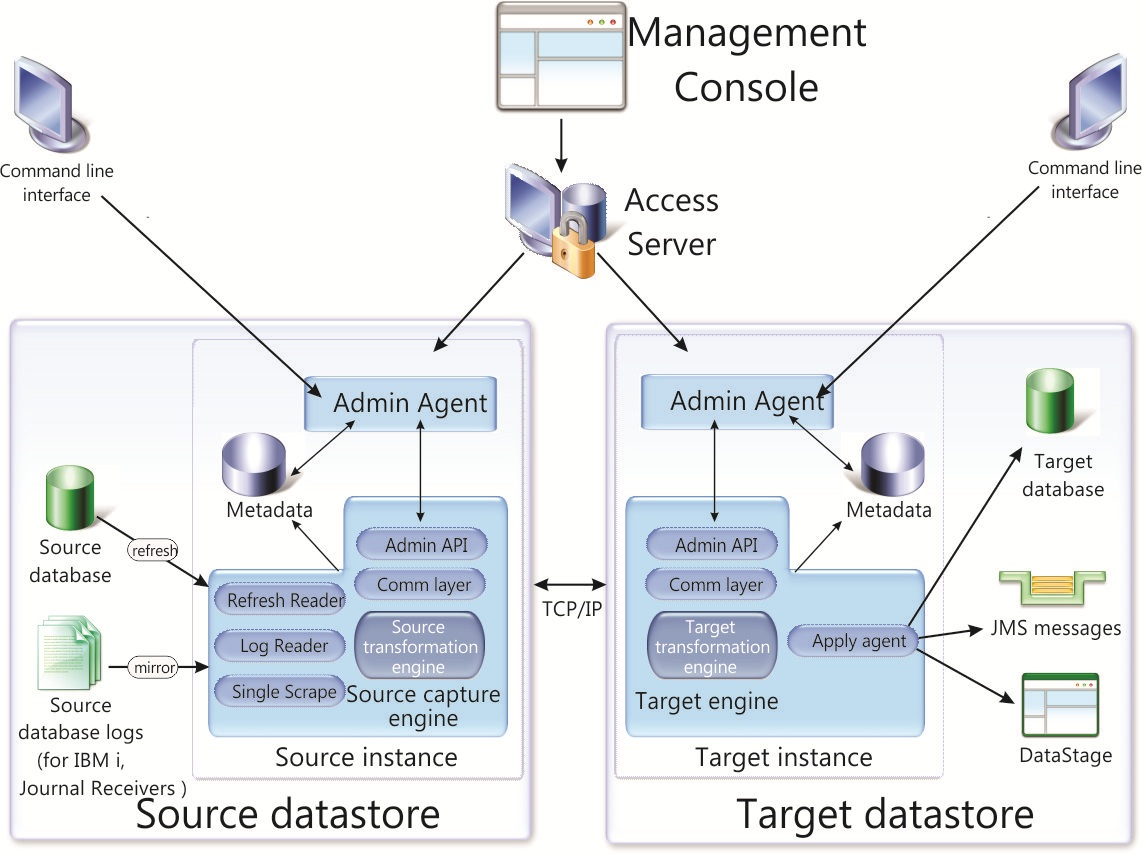 Management
Console
Command line
interface
Command line
interface
Access
Server
Admin Agent
Metadata
Source
database
refresh
Admin API
Comm layer
Refresh Reader
Log Reader
Single Scrape
Source
transformation
engine
Source capture
engine
mirror
Source
database logs
(for IBM i,
Journal Receivers )
Source instance
Source datastore
TCP/IP
Admin Agent
Metadata
Admin API
Comm layer
Target
transformation
engine
Apply agent
Target engine
Target instance
Target
database
JMS messages
DataStage
Target datastore